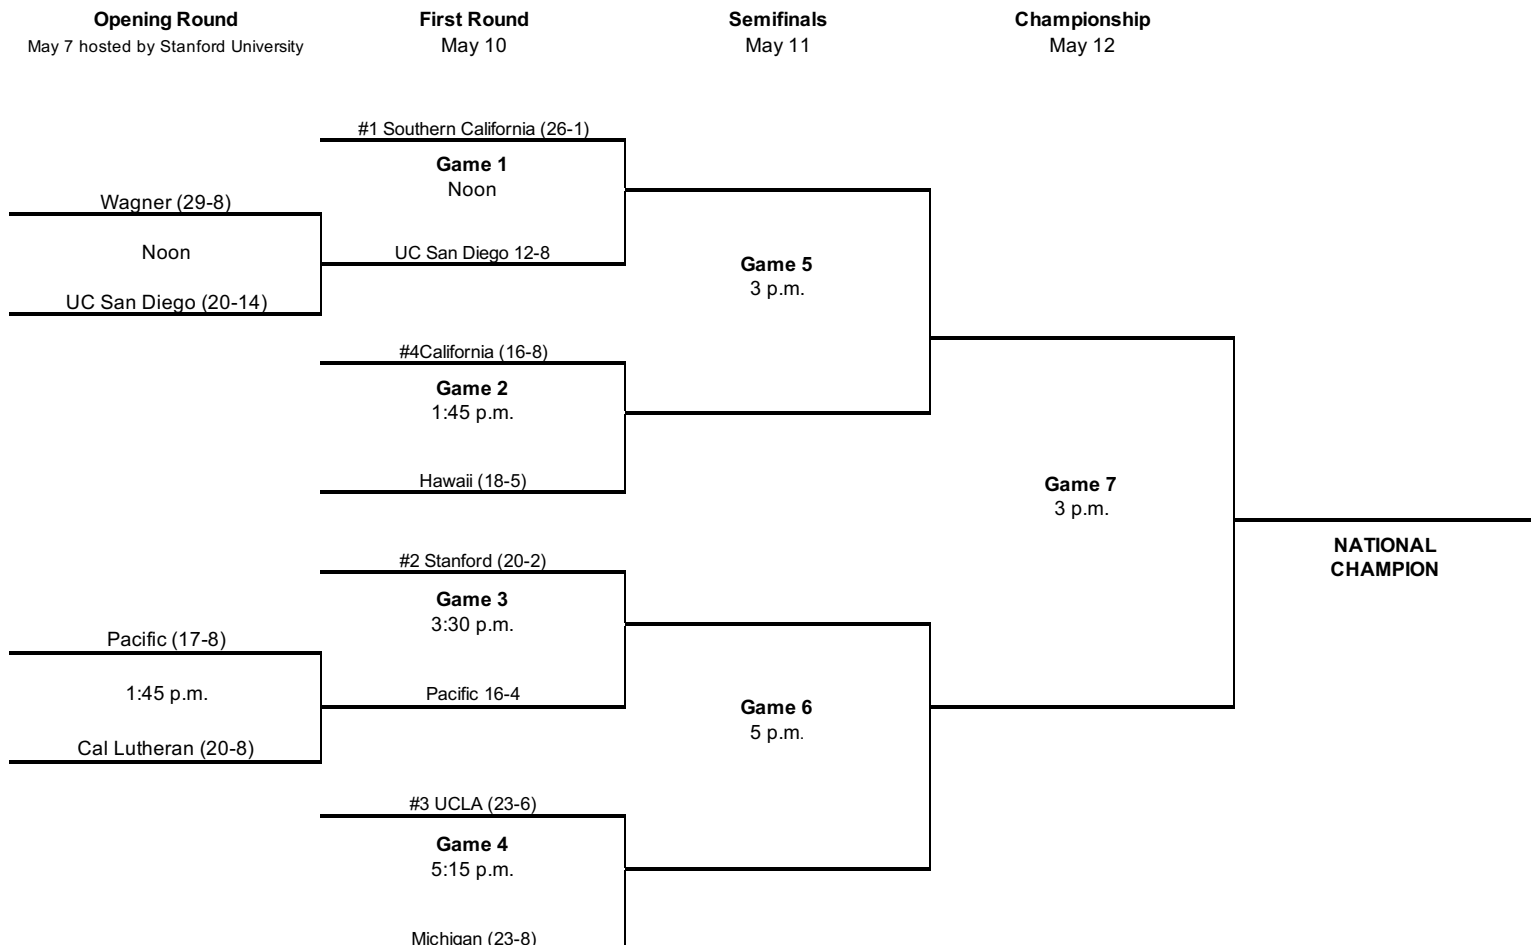 Opening Round
May 7 hosted by Stanford University
First Round
May 10
Semifinals
May 11
Championship
May 12
#1 Southern California (26-1)
Game 1
Noon
Wagner (29-8)
Noon
UC San Diego 12-8
UC San Diego (20-14)
Game 5
3 p.m.
#4California (16-8)
Game 2
1:45 p.m.
Hawaii (18-5)
Game 7
3 p.m.
NATIONAL
CHAMPION
#2 Stanford (20-2)
Game 3
3:30 p.m.
Pacific (17-8)
1:45 p.m.
Pacific 16-4
Cal Lutheran (20-8)
Game 6
5 p.m.
#3 UCLA (23-6)
Game 4
5:15 p.m.
Michigan (23-8)